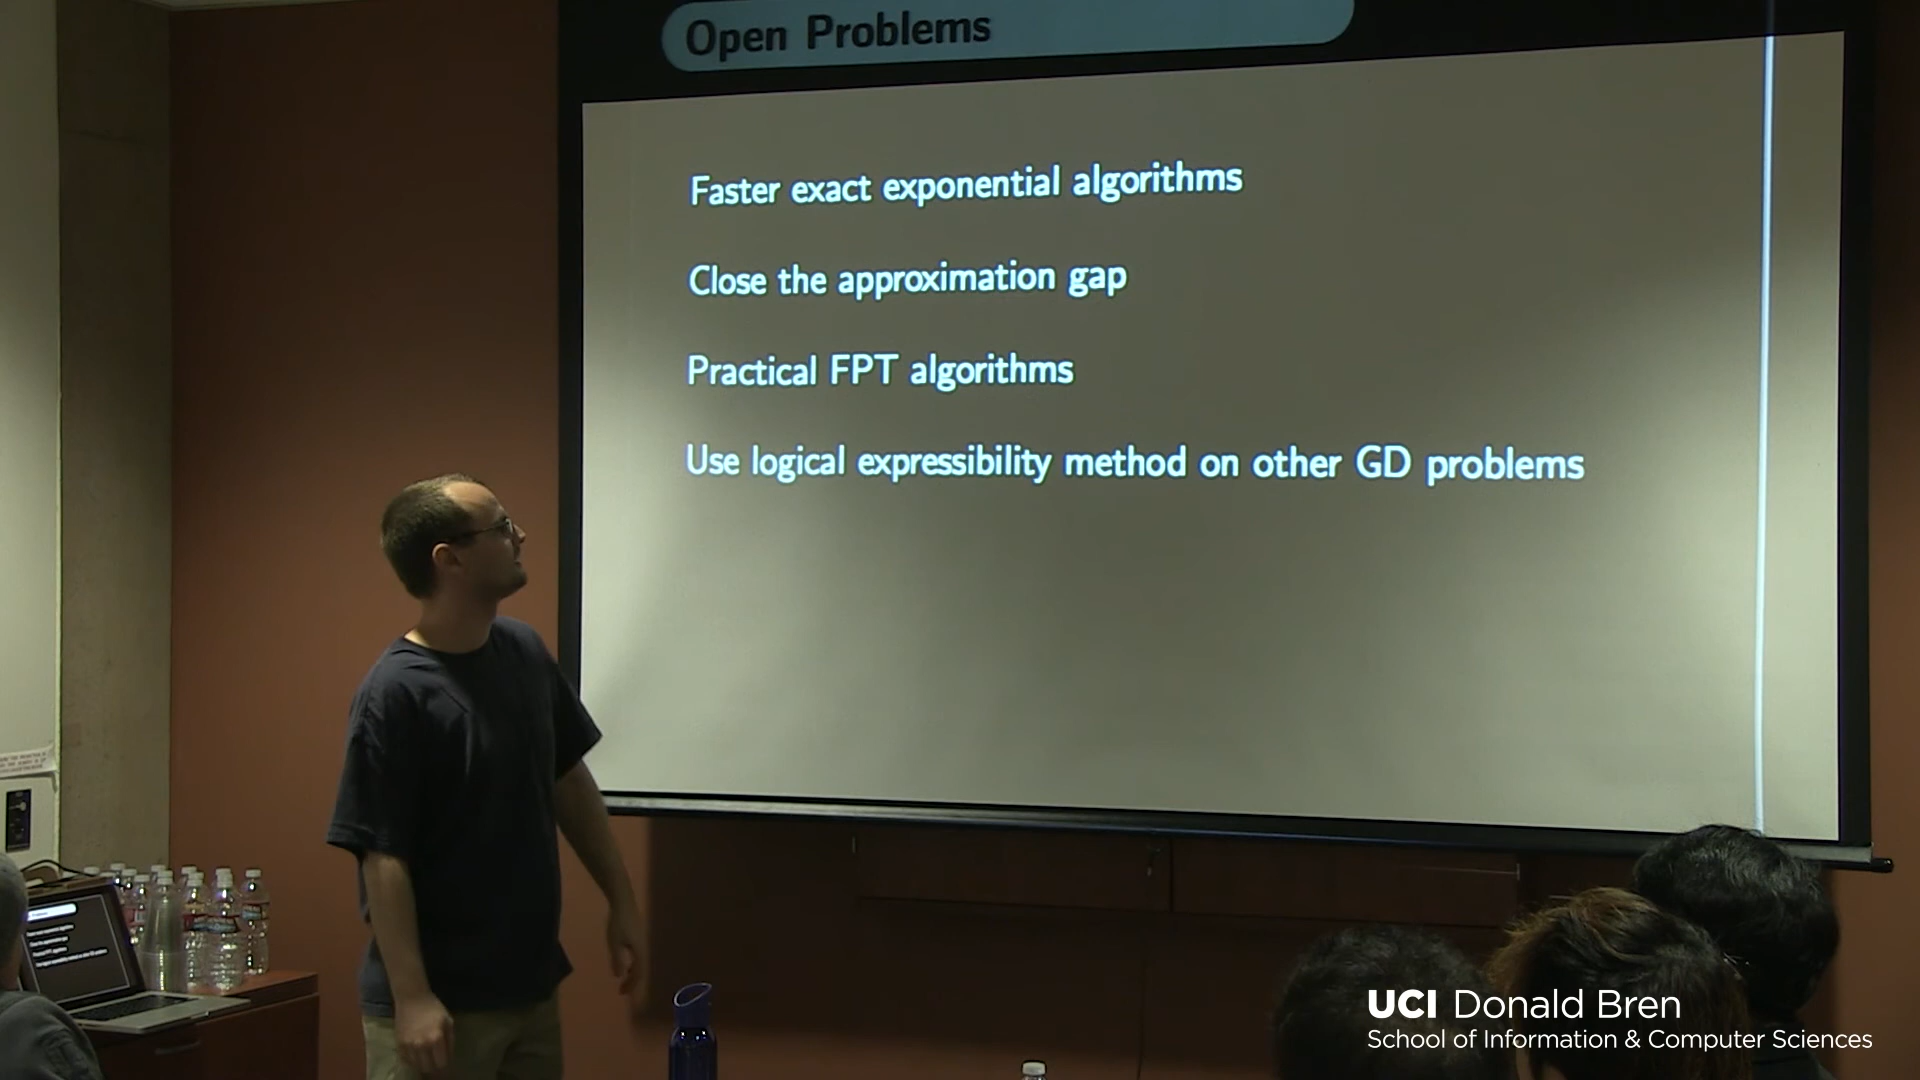 Open Problems
Faster exact exponential algorithms
Close the approximation gap
Practical FPT algorithms
Use logical expressibility method on other GD problems
UCI Donald Bren
School of Information & Computer Sciences